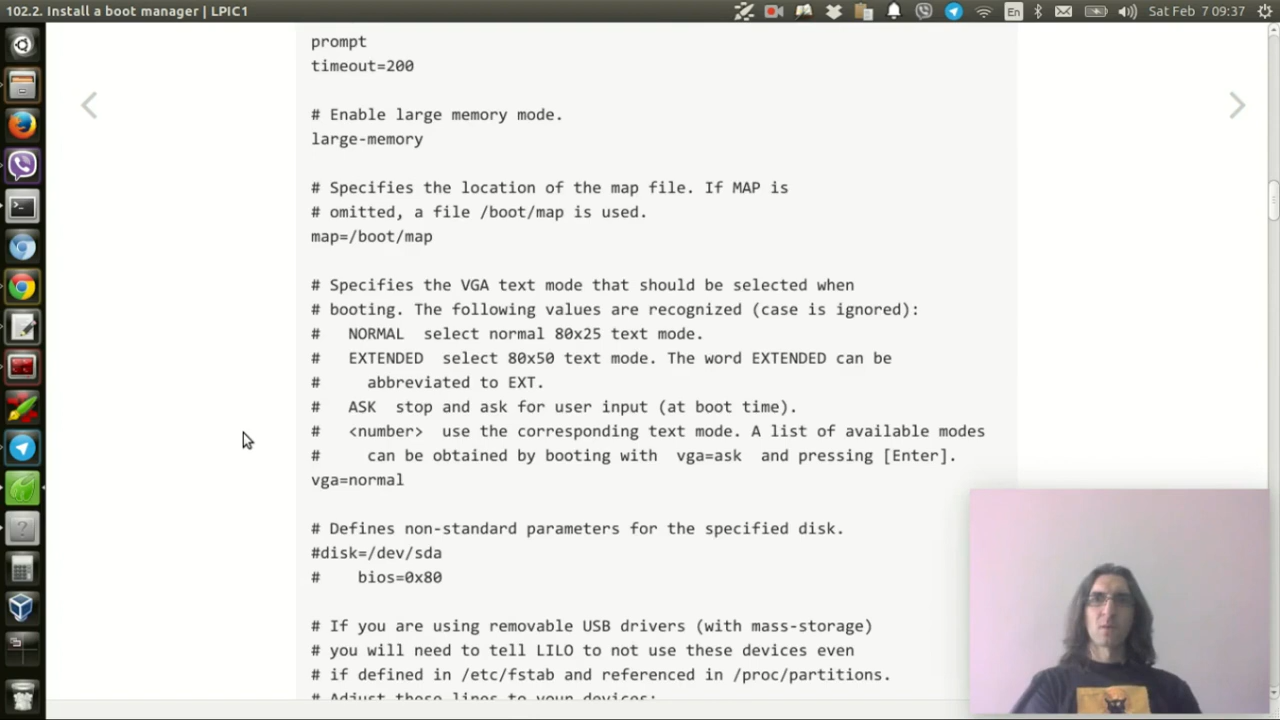 102.2. Install a boot manager | LPIC1
En
Sat Feb 7 09:37
prompt
timeout=200
# Enable large memory mode.
large-memory
# Specifies the location of the map file. If MAP is
# omitted, a file /boot/map is used.
map=/boot/map
# Specifies the VGA text mode that should be selected when
# booting. The following values are recognized (case is ignored):
#   NORMAL  select normal 80x25 text mode.
#   EXTENDED  select 80x50 text mode. The word EXTENDED can be
#     abbreviated to EXT.
#   ASK  stop and ask for user input (at boot time).
#   <number>  use the corresponding text mode. A list of available modes
#     can be obtained by booting with  vga=ask  and pressing [Enter].
vga=normal
# Defines non-standard parameters for the specified disk.
#disk=/dev/sda
#    bios=0x80
# If you are using removable USB drivers (with mass-storage)
# you will need to tell LILO to not use these devices even
# if defined in /etc/fstab and referenced in /proc/partitions.
# Adjust these lines to your devices: